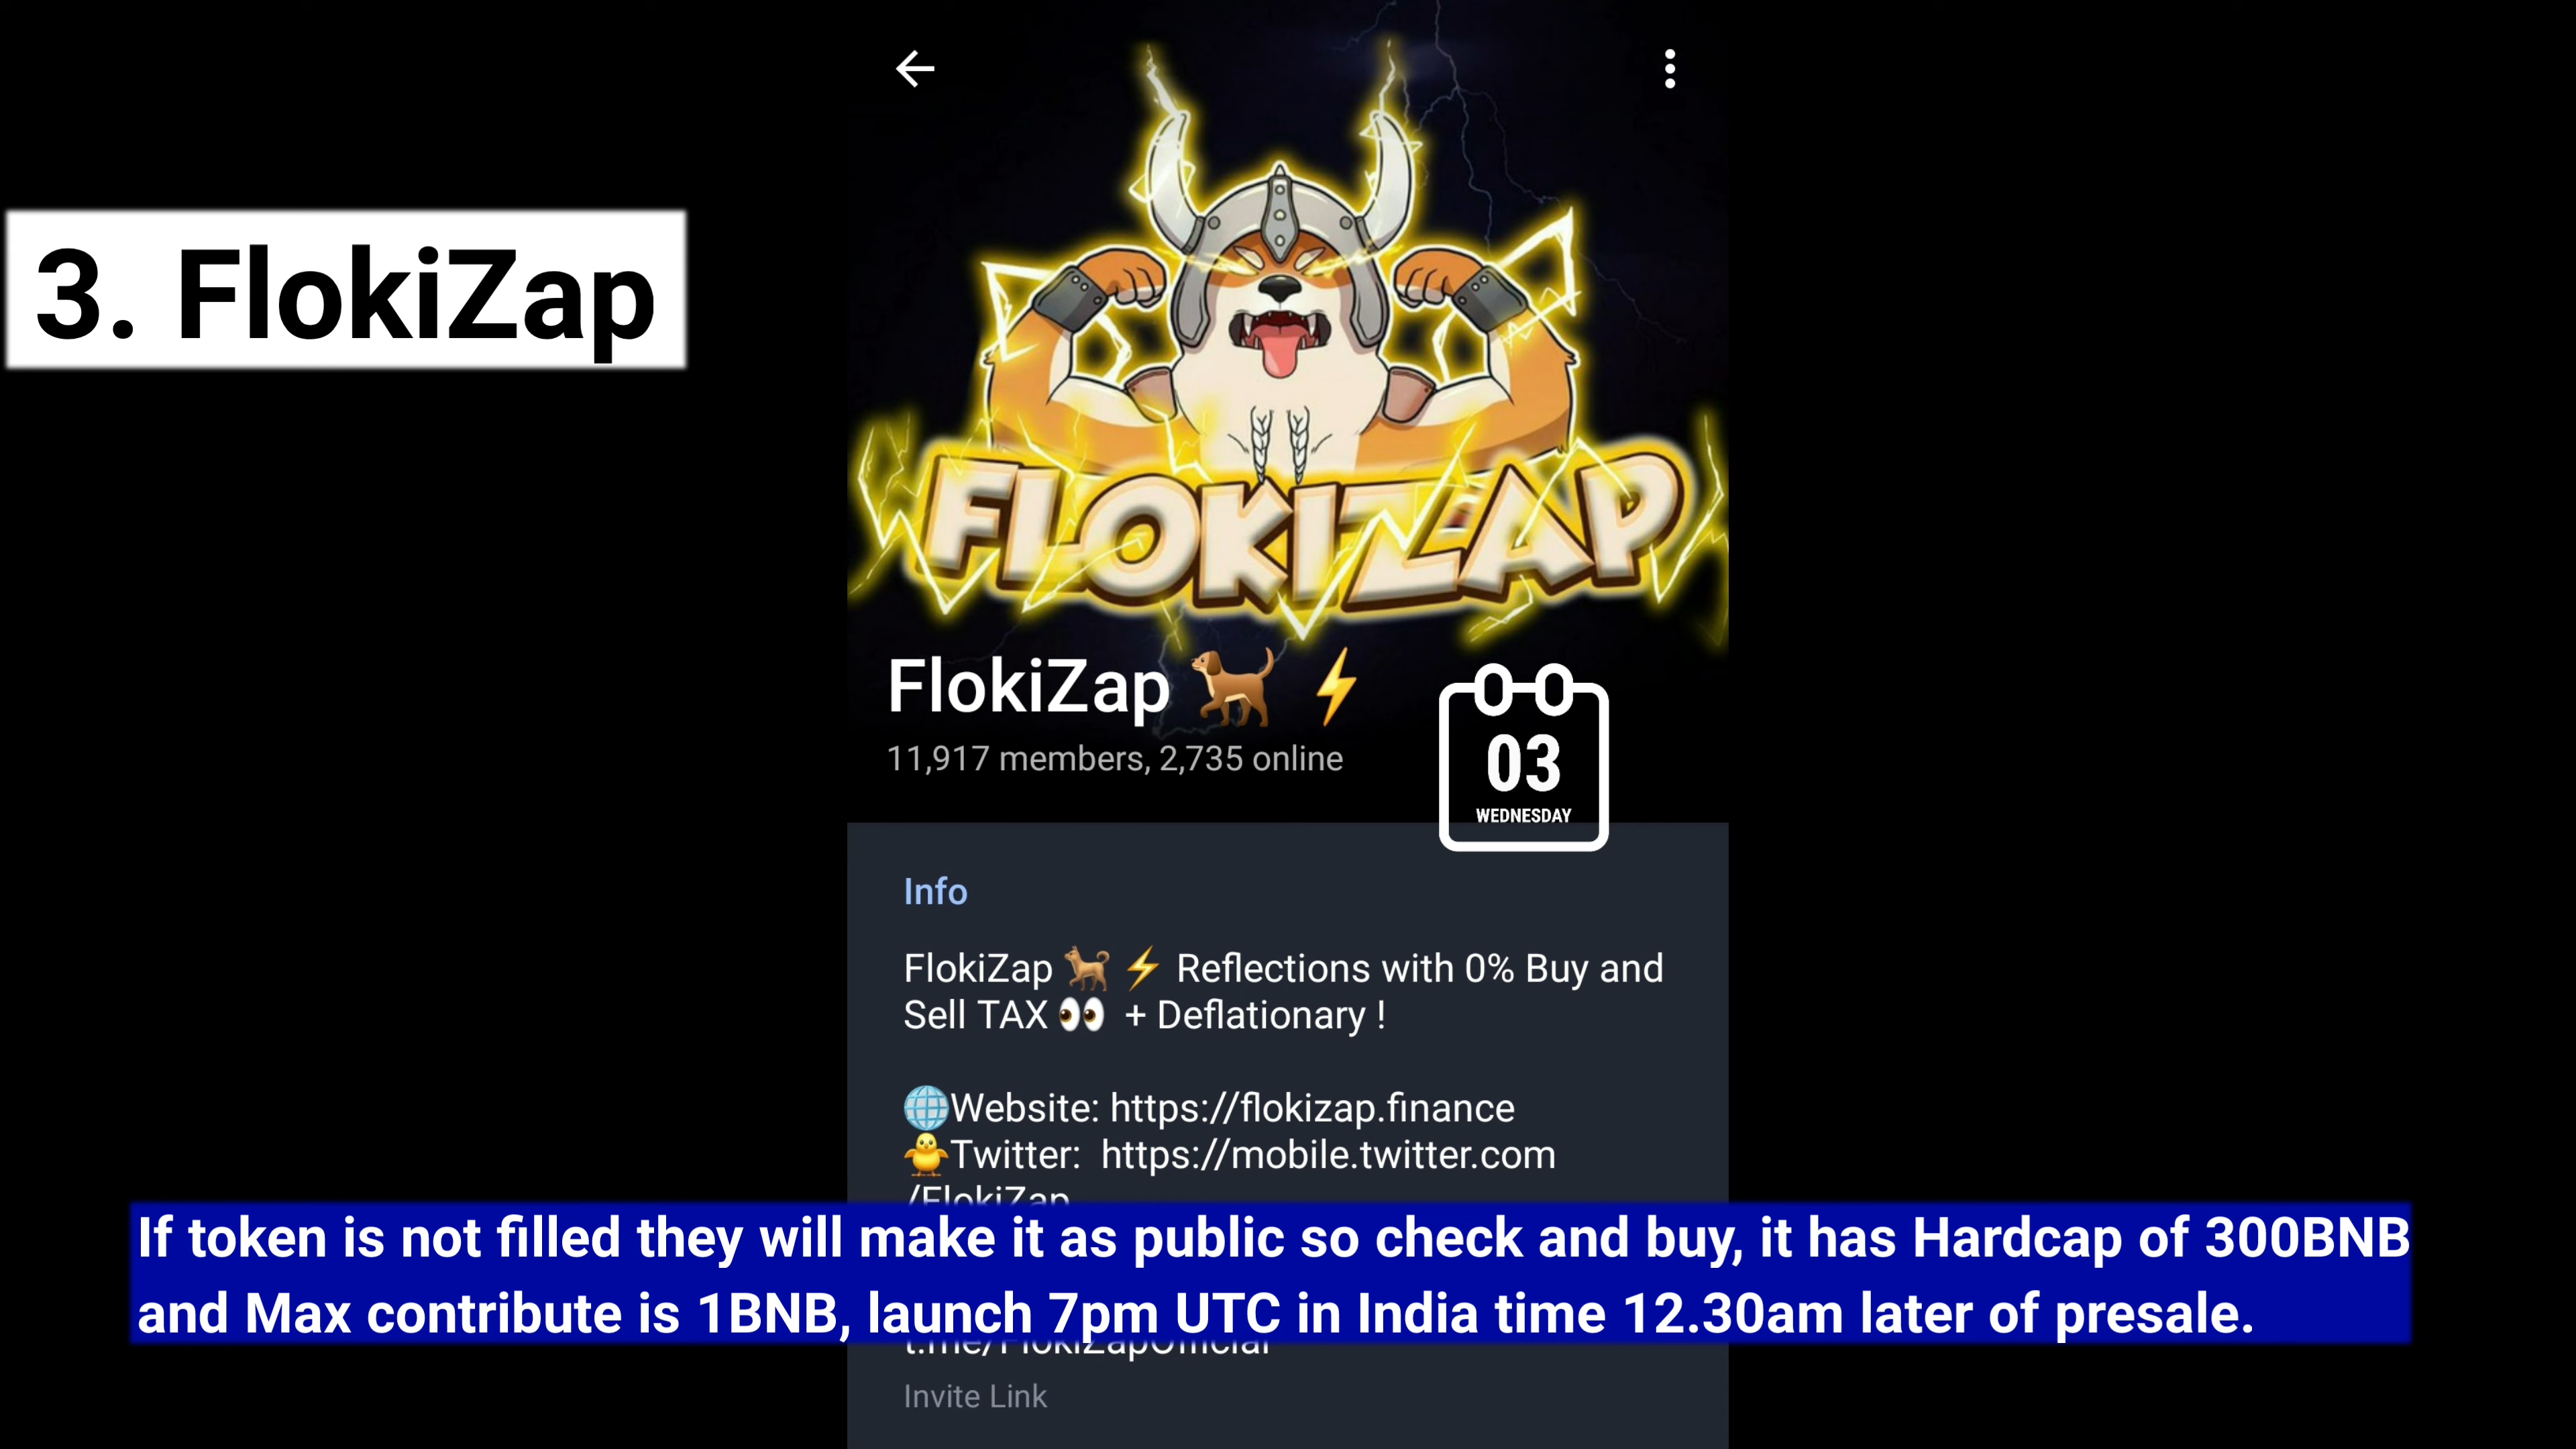 3. FlokiZap
FLOKIZAP
FlokiZap🐕⚡
11,917 members, 2,735 online
03
WEDNESDAY
Info
FlokiZap 🐕⚡ Reflections with 0% Buy and
Sell TAX 👀 + Deflationary !
🌐Website: https://flokizap.finance
🐥Twitter: https://mobile.twitter.com
/FlokiZap
If token is not filled they will make it as public so check and buy, it has Hardcap of 300BNB
and Max contribute is 1BNB, launch 7pm UTC in India time 12.30am later of presale.
t.me/FlokiZapOfficial
Invite Link